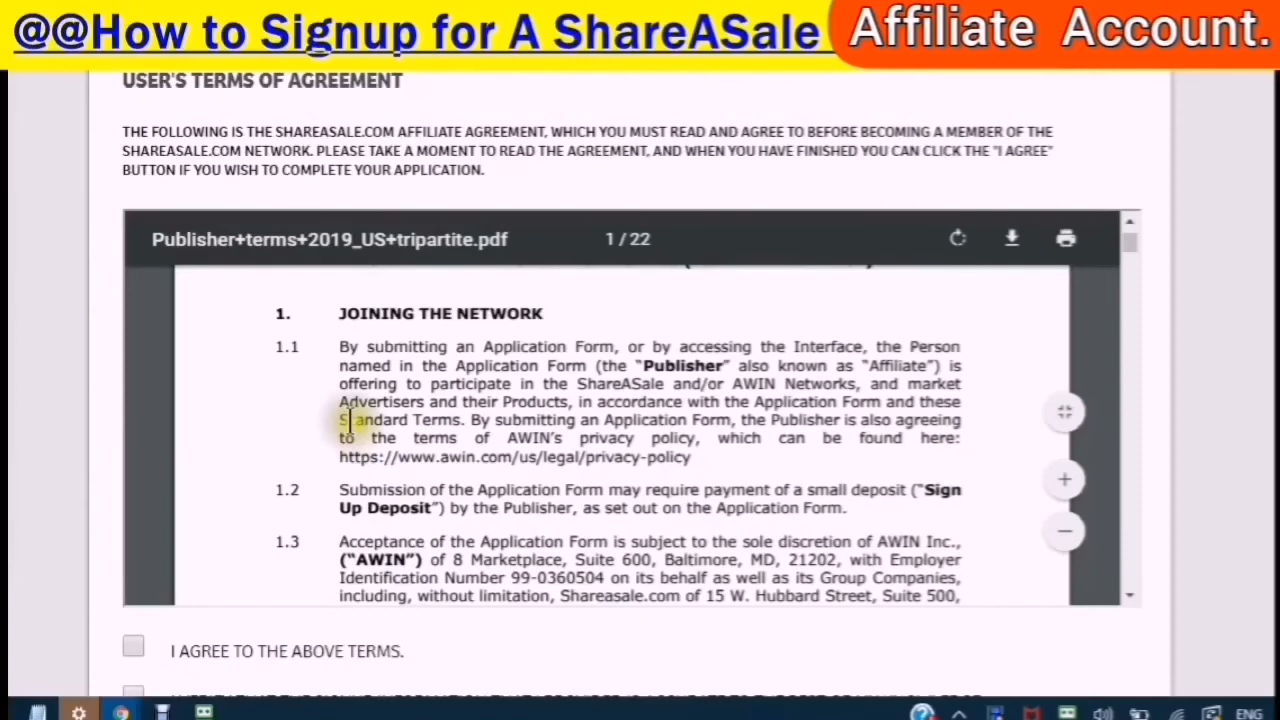 @@How to Signup for A ShareASale Affiliate Account.
USER'S TERMS OF AGREEMENT
THE FOLLOWING IS THE SHAREASALE.COM AFFILIATE AGREEMENT, WHICH YOU MUST READ AND AGREE TO BEFORE BECOMING A MEMBER OF THE
SHAREASALE.COM NETWORK. PLEASE TAKE A MOMENT TO READ THE AGREEMENT, AND WHEN YOU HAVE FINISHED YOU CAN CLICK THE "I AGREE"
BUTTON IF YOU WISH TO COMPLETE YOUR APPLICATION.
Publisher+terms+2019_US+tripartite.pdf 1 / 22
1. JOINING THE NETWORK
1.1 By submitting an Application Form, or by accessing the Interface, the Person
named in the Application Form (the “Publisher” also known as “Affiliate”) is
offering to participate in the ShareASale and/or AWIN Networks, and market
Advertisers and their Products, in accordance with the Application Form and these
Standard Terms. By submitting an Application Form, the Publisher is also agreeing
to the terms of AWIN’s privacy policy, which can be found here:
https://www.awin.com/us/legal/privacy-policy
1.2 Submission of the Application Form may require payment of a small deposit (“Sign
Up Deposit”) by the Publisher, as set out on the Application Form.
1.3 Acceptance of the Application Form is subject to the sole discretion of AWIN Inc.,
(“AWIN”) of 8 Marketplace, Suite 600, Baltimore, MD, 21202, with Employer
Identification Number 99-0360504 on its behalf as well as its Group Companies,
including, without limitation, Shareasale.com of 15 W. Hubbard Street, Suite 500,
I AGREE TO THE ABOVE TERMS.
ENG